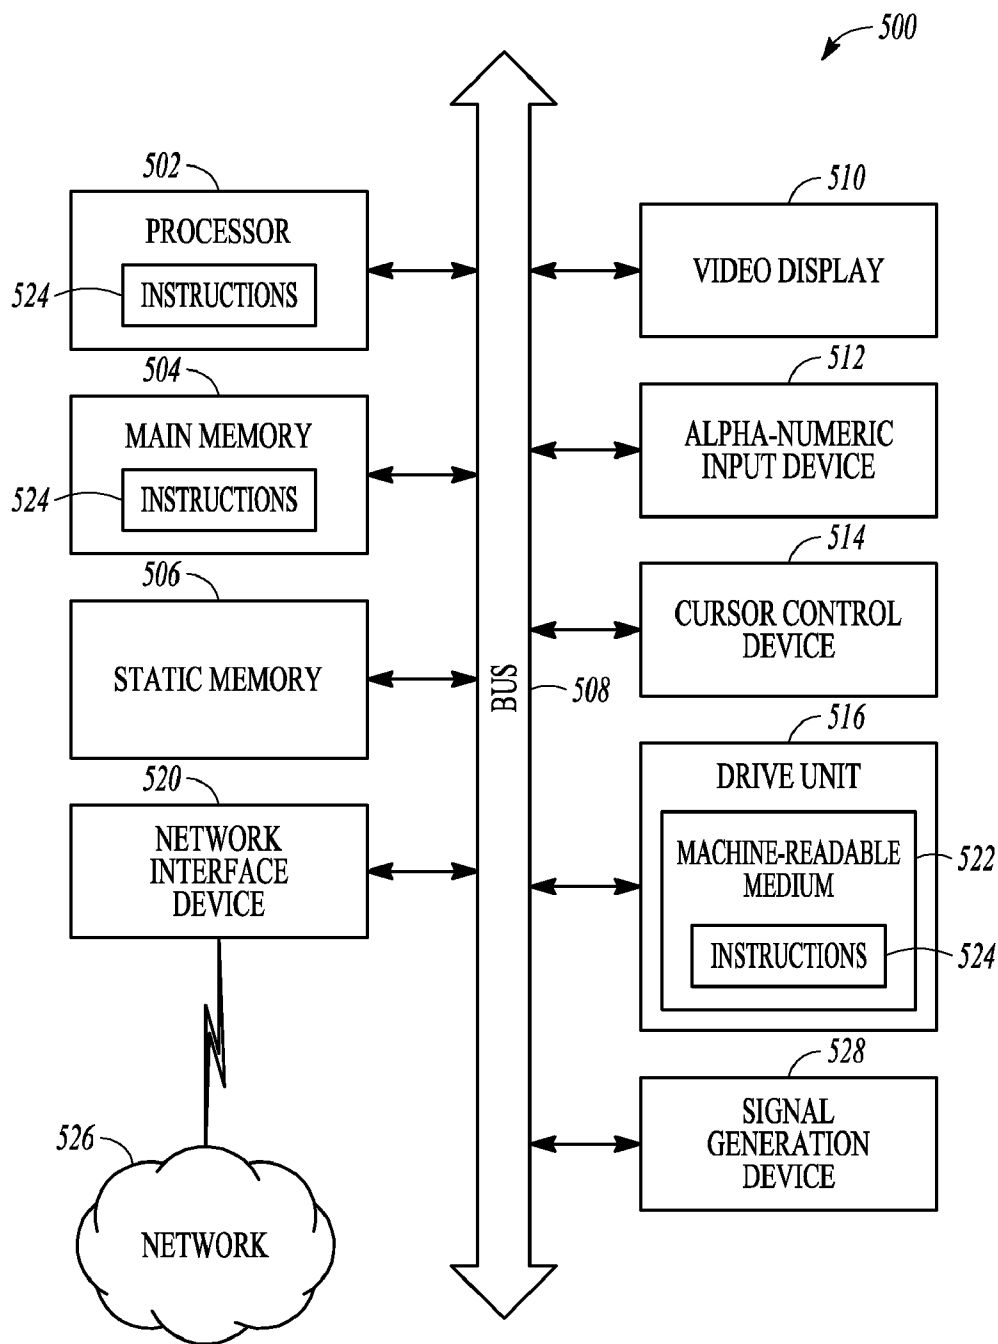 500
502
PROCESSOR
524
INSTRUCTIONS
504
MAIN MEMORY
524
INSTRUCTIONS
506
STATIC MEMORY
520
NETWORK
INTERFACE
DEVICE
526
NETWORK
BUS
508
510
VIDEO DISPLAY
512
ALPHA-NUMERIC
INPUT DEVICE
514
CURSOR CONTROL
DEVICE
516
DRIVE UNIT
MACHINE-READABLE
MEDIUM
522
INSTRUCTIONS
524
528
SIGNAL
GENERATION
DEVICE